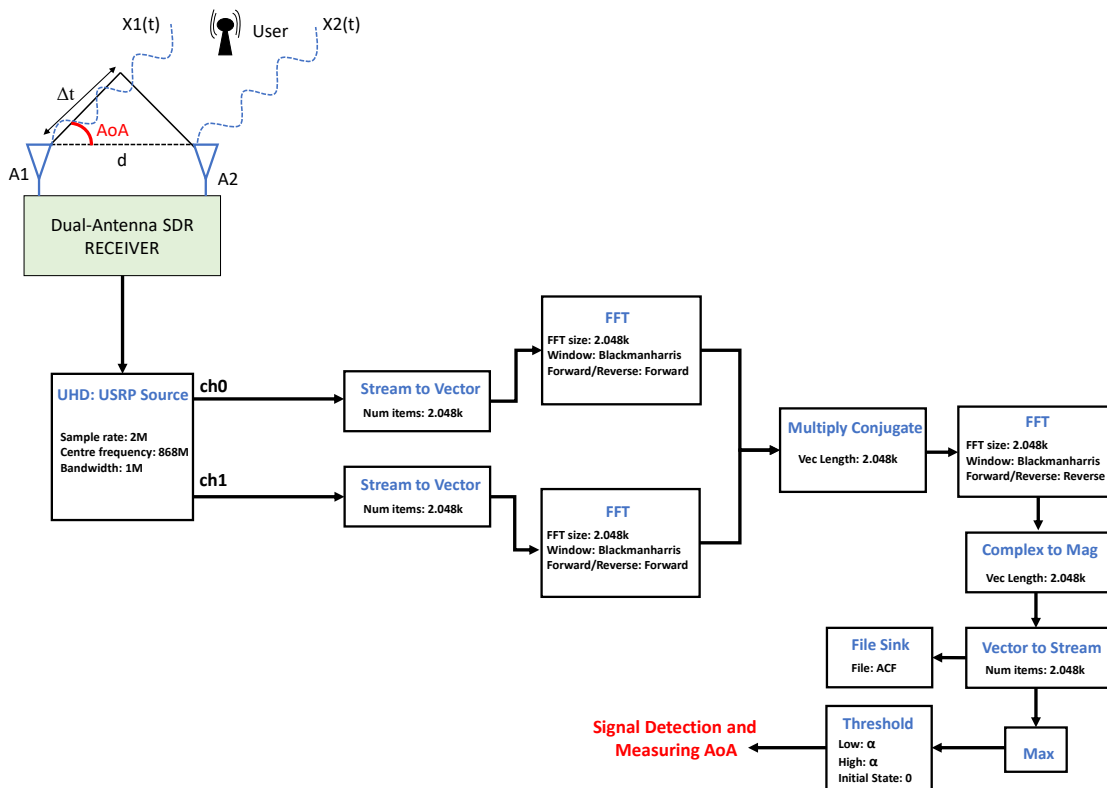 X1(t)
User
X2(t)
Δt
AoA
d
A1
A2
Dual-Antenna SDR
RECEIVER
UHD: USRP Source
Sample rate: 2M
Centre frequency: 868M
Bandwidth: 1M
ch0
ch1
Stream to Vector
Num items: 2.048k
Stream to Vector
Num items: 2.048k
FFT
FFT size: 2.048k
Window: Blackmanharris
Forward/Reverse: Forward
FFT
FFT size: 2.048k
Window: Blackmanharris
Forward/Reverse: Forward
Multiply Conjugate
Vec Length: 2.048k
FFT
FFT size: 2.048k
Window: Blackmanharris
Forward/Reverse: Reverse
Complex to Mag
Vec Length: 2.048k
Vector to Stream
Num items: 2.048k
File Sink
File: ACF
Max
Threshold
Low: α
High: α
Initial State: 0
Signal Detection and
Measuring AoA